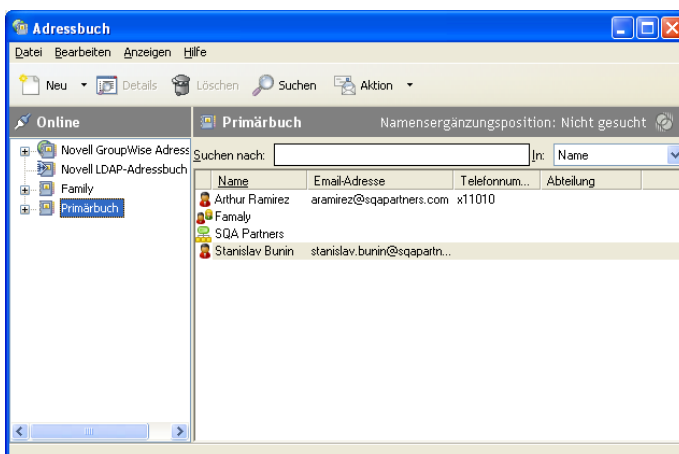 Adressbuch
Datei Bearbeiten Anzeigen Hilfe
Neu Details Löschen Suchen Aktion
Online
Primärbuch Namensergänzungsposition: Nicht gesucht
Novell GroupWise Adress
Novell LDAP-Adressbuch
Family
Primärbuch
Suchen nach: In: Name
Name Email-Adresse Telefonnum... Abteilung
Arthur Ramirez aramirez@sqapartners.com x11010
Famaly
SQA Partners
Stanislav Bunin stanislav.bunin@sqapartn...